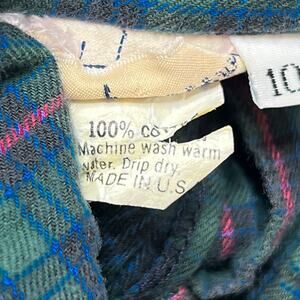 100% co
Machine wash warm
water. Drip dry.
MADE IN U.S.
10